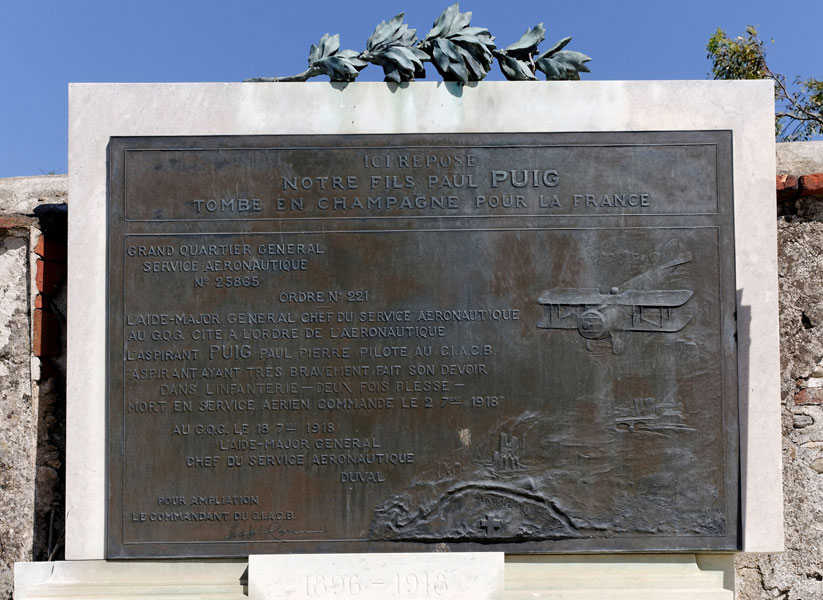 ICI REPOSE
NOTRE FILS PAUL PUIG
TOMBE EN CHAMPAGNE POUR LA FRANCE
GRAND QUARTIER GENERAL
SERVICE AERONAUTIQUE
N° 25865
ORDRE N° 221
L'AIDE-MAJOR GENERAL CHEF DU SERVICE AERONAUTIQUE
AU G.Q.G. CITE A L'ORDRE DE L'AERONAUTIQUE
L'ASPIRANT PUIG PAUL PIERRE PILOTE AU C.I.A.C.B.
"ASPIRANT AYANT TRÈS BRAVEMENT FAIT SON DEVOIR
DANS L'INFANTERIE — DEUX FOIS BLESSE —
MORT EN SERVICE AERIEN COMMANDE LE 2 7BRE 1918"
AU G.Q.G. LE 18 7BRE 1918
L'AIDE-MAJOR GENERAL
CHEF DU SERVICE AERONAUTIQUE
DUVAL
POUR AMPLIATION
LE COMMANDANT DU C.I.A.C.B.
1896 - 1918